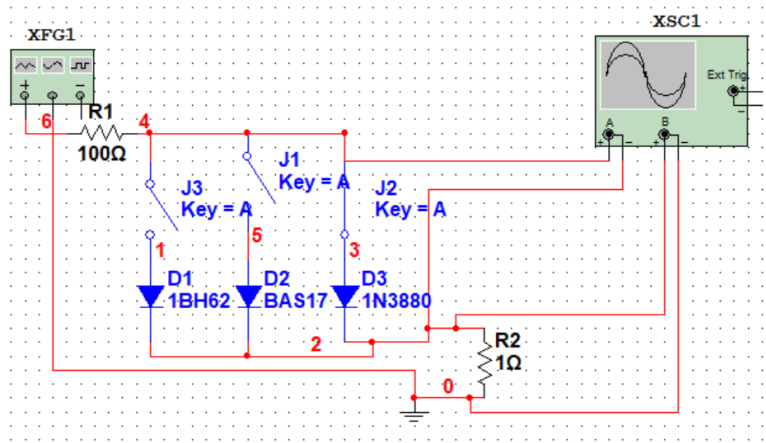 XFG1
XSC1
Ext Trig
+
-
A
B
+
-
+
-
+
-
6
R1
100Ω
4
J3
Key = A
J1
Key = A
J2
Key = A
1
5
3
D1
1BH62
D2
BAS17
D3
1N3880
2
R2
1Ω
0